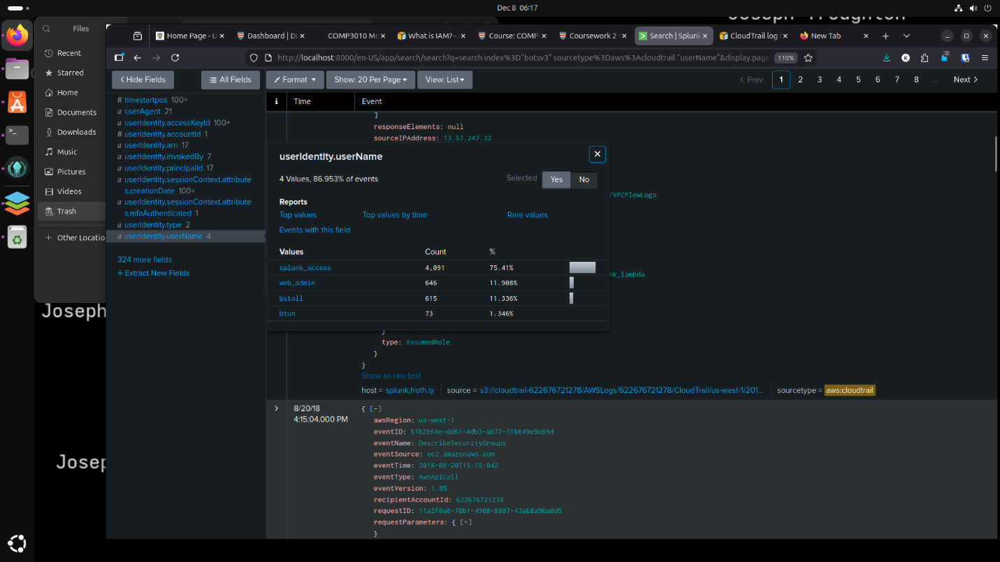 Dec 8 06:17
Joseph
Joseph
Files
Recent
Starred
Home
Documents
Downloads
Music
Pictures
Videos
Trash
Other Locatio
Home Page - U
Dashboard | DL
COMP3010 Mo
What is IAM? - A
Course: COMP
Coursework 2
Search | Splunk
CloudTrail log f
New Tab
http://localhost:8000/en-US/app/search/search?q=search index%3D"botsv3" sourcetype%3Daws%3Acloudtrail "userName"&display.page
110%
Hide Fields
All Fields
Format
Show: 20 Per Page
View: List
Prev
1 2 3 4 5 6 7 8 ...
Next
# timestartpos 100+
a userAgent 21
a userIdentity.accessKeyId 100+
# userIdentity.accountId 1
a userIdentity.arn 17
a userIdentity.invokedBy 7
a userIdentity.principalId 17
a userIdentity.sessionContext.attribute
s.creationDate 100+
a userIdentity.sessionContext.attribute
s.mfaAuthenticated 1
a userIdentity.type 2
a userIdentity.userName 4
324 more fields
+ Extract New Fields
i Time Event
]
responseElements: null
sourceIPAddress: 13.57.247.32
/VPCFlowLogs
nk_lambda
userIdentity.userName
4 Values, 86.953% of events
Selected Yes No
Reports
Top values Top values by time Rare values
Events with this field
Values Count %
splunk_access 4,091 75.41%
web_admin 646 11.908%
bstoll 615 11.336%
btun 73 1.346%
}
type: AssumedRole
}
}
Show as raw text
host = splunk.froth.ly source = s3://cloudtrail-622676721278/AWSLogs/622676721278/CloudTrail/us-west-1/201... sourcetype = aws:cloudtrail
8/20/18
4:15:04.000 PM
{ [-]
awsRegion: us-west-1
eventID: 51b2664e-dd61-4db3-ab77-31b649e9c69d
eventName: DescribeSecurityGroups
eventSource: ec2.amazonaws.com
eventTime: 2018-08-20T15:15:04Z
eventType: AwsApiCall
eventVersion: 1.05
recipientAccountId: 622676721278
requestID: 11a2f0a0-78b1-4968-8887-43ab8a9ba0d5
requestParameters: { [+]
}